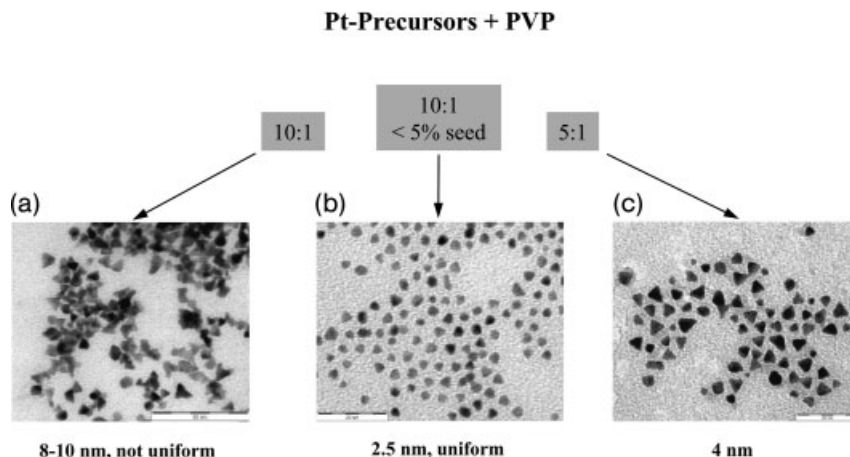 Pt-Precursors + PVP
10:1
10:1
< 5% seed
5:1
(a)
(b)
(c)
8-10 nm, not uniform
2.5 nm, uniform
4 nm